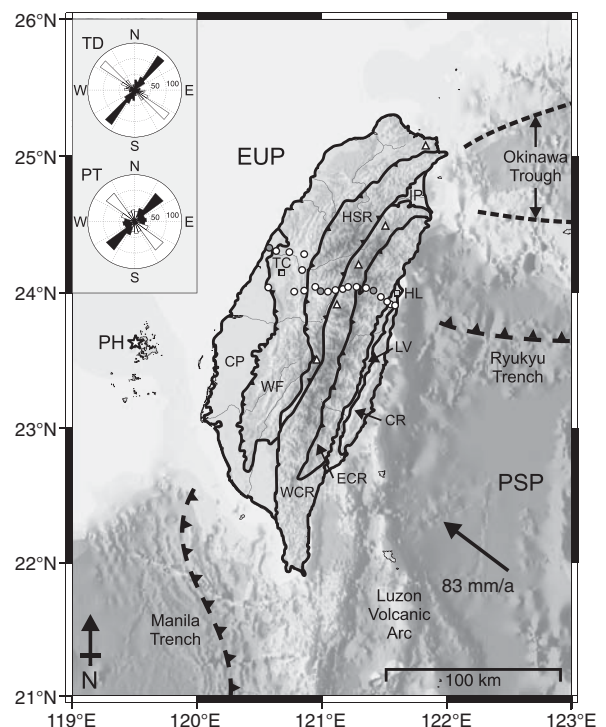 26°N
25°N
24°N
23°N
22°N
21°N
119°E
120°E
121°E
122°E
123°E
TD
N
W
E
S
50
100
PT
N
W
E
S
50
100
EUP
Okinawa
Trough
IP
HSR
TC
HL
PH
LV
Ryukyu
Trench
CP
WF
CR
ECR
WCR
PSP
83 mm/a
Manila
Trench
Luzon
Volcanic
Arc
N
100 km